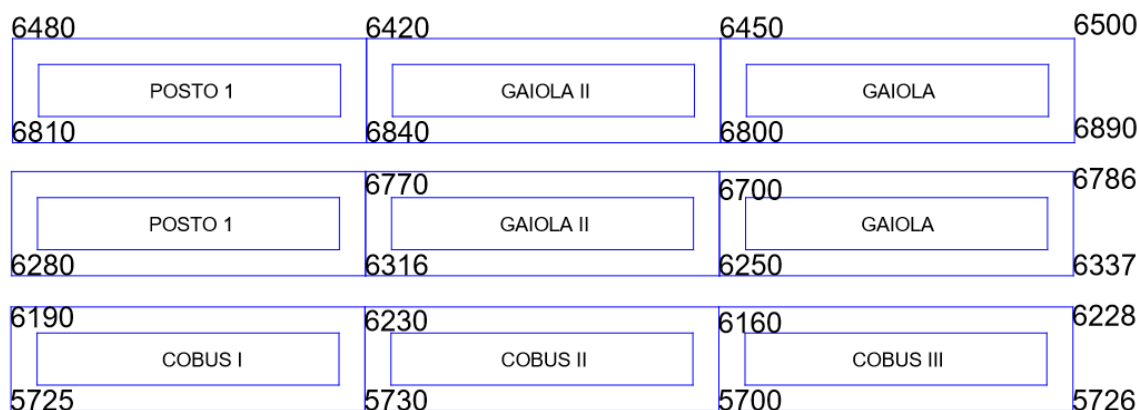 6480 6420 6450 6500
POSTO 1 GAIOLA II GAIOLA
6810 6840 6800 6890
6770 6700 6786
POSTO 1 GAIOLA II GAIOLA
6280 6316 6250 6337
6190 6230 6160 6228
COBUS I COBUS II COBUS III
5725 5730 5700 5726